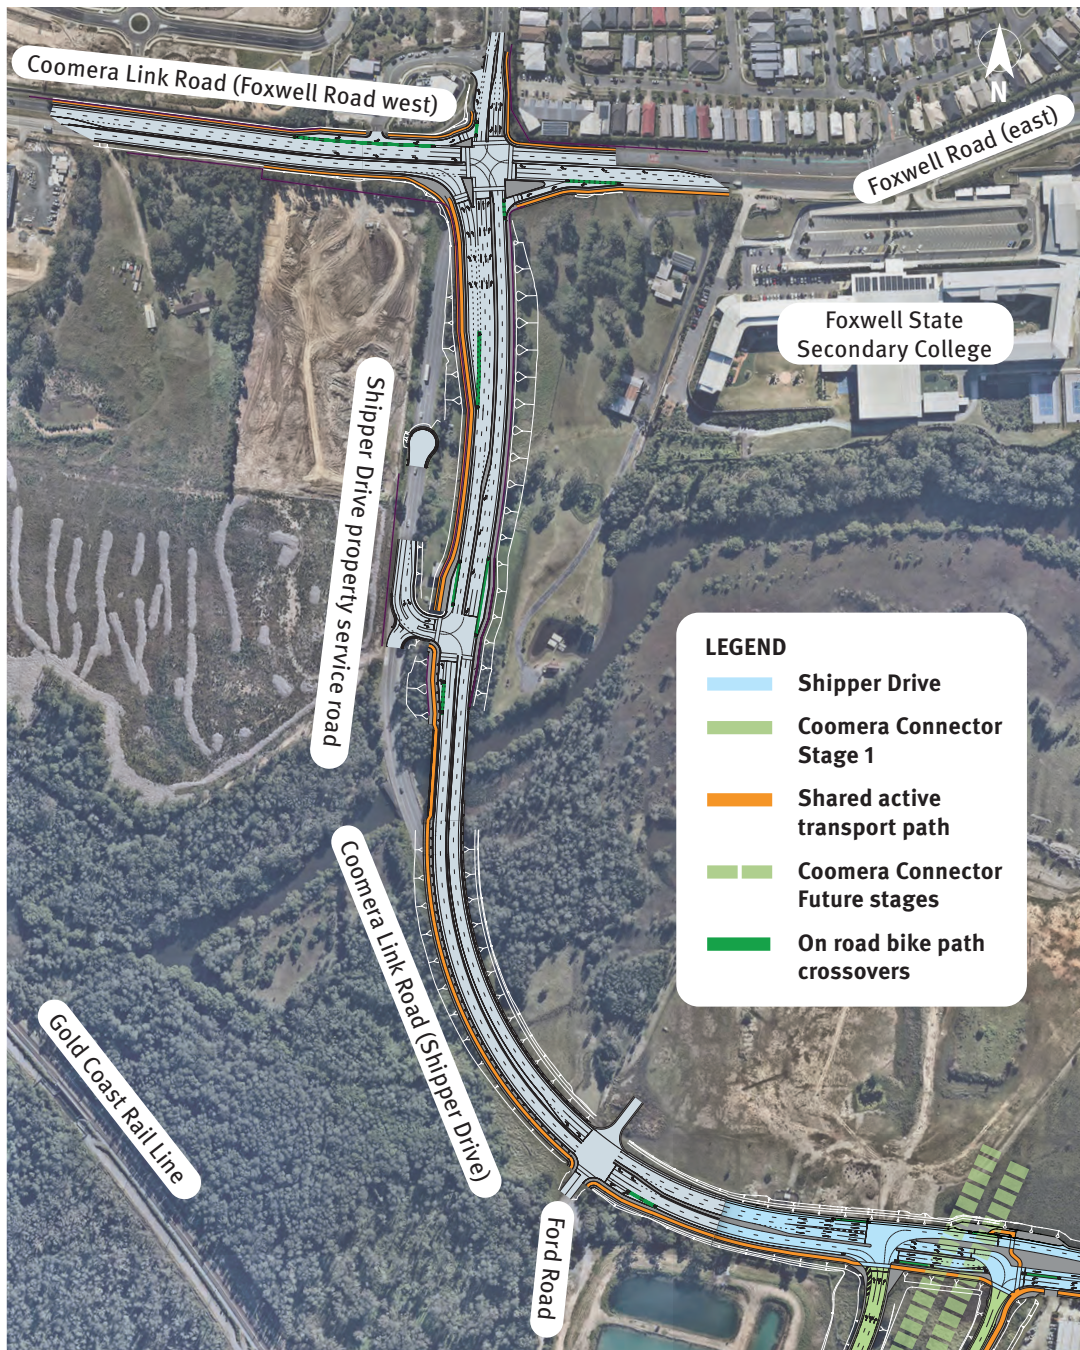 Coomera Link Road (Foxwell Road west)
N
Foxwell Road (east)
Foxwell State
Secondary College
Shipper Drive property service road
LEGEND
Shipper Drive
Coomera Connector
Stage 1
Shared active
transport path
Coomera Connector
Future stages
On road bike path
crossovers
Coomera Link Road (Shipper Drive)
Gold Coast Rail Line
Ford Road